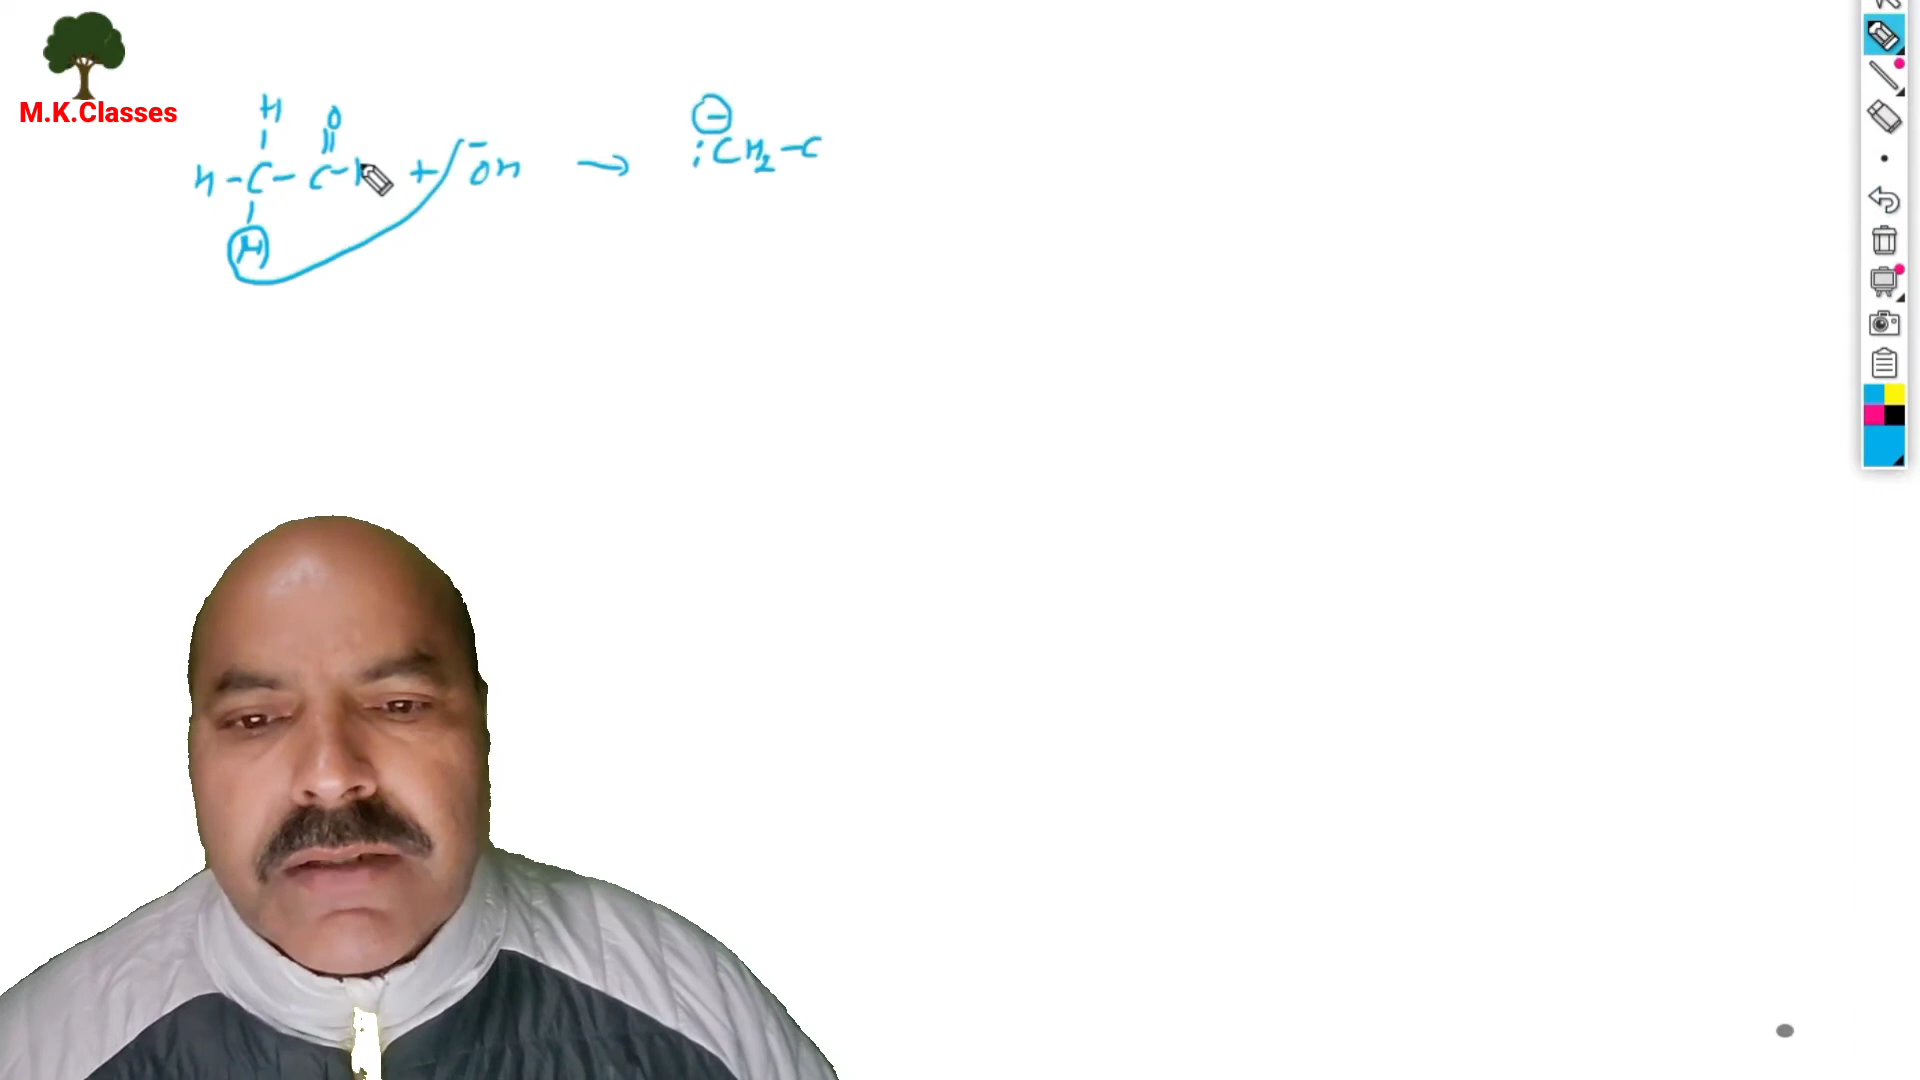 M.K.Classes
H O
|| ⊖
H-C-C-H + ⁻OH → :CH₂-C
H